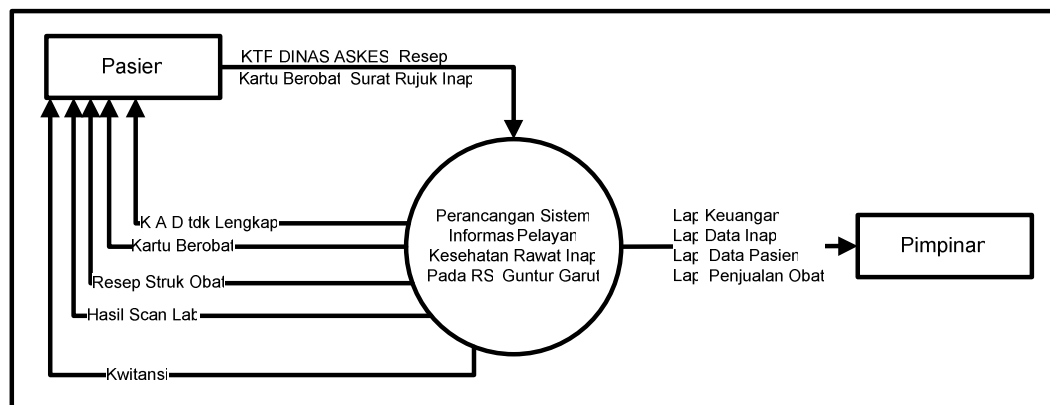 Pasien
KTP DINAS ASKES Resep
Kartu Berobat Surat Rujuk Inap
K A D tdk Lengkap
Kartu Berobat
Resep Struk Obat
Hasil Scan Lab
Kwitansi
Perancangan Sistem
Informas Pelayan
Kesehatan Rawat Inap
Pada RS Guntur Garut
Lap Keuangan
Lap Data Inap
Lap Data Pasien
Lap Penjualan Obat
Pimpinan